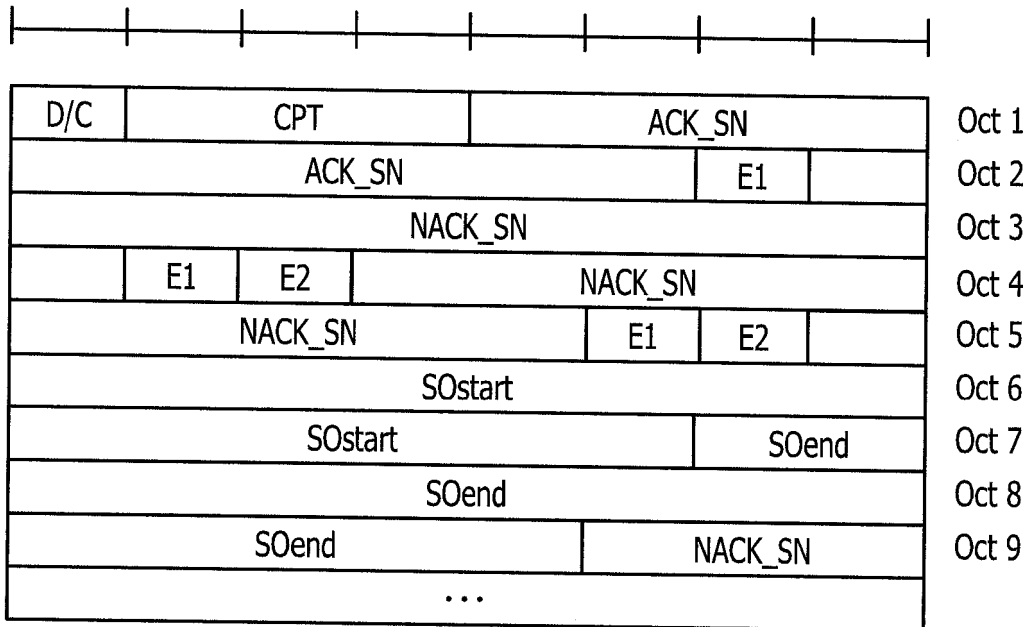 D/C CPT ACK_SN Oct 1
ACK_SN E1 Oct 2
NACK_SN Oct 3
E1 E2 NACK_SN Oct 4
NACK_SN E1 E2 Oct 5
SOstart Oct 6
SOstart SOend Oct 7
SOend Oct 8
SOend NACK_SN Oct 9
...